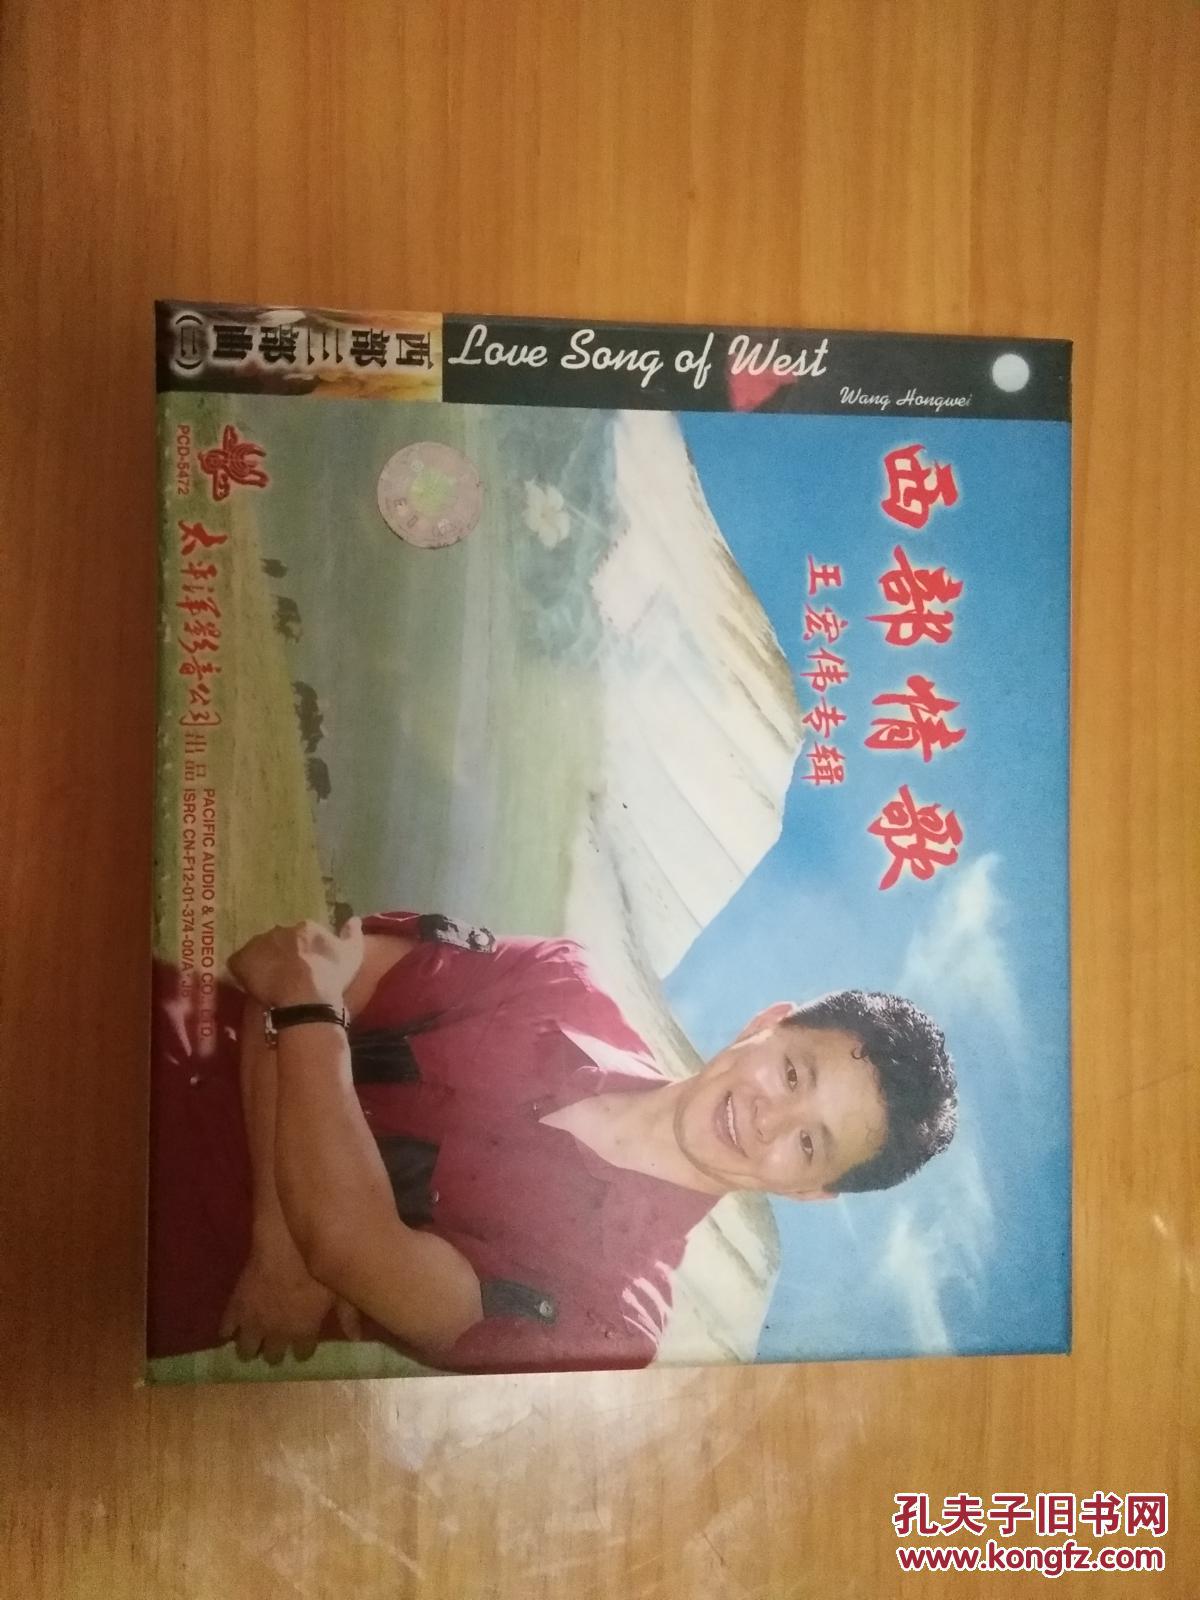 西部三部曲
Love Song of West
Wang Hongwei
西部情歌
王宏伟专辑
PCD-5472
太平洋影音公司出品
PACIFIC AUDIO & VIDEO CO., LTD.
ISRC CN-F12-01-374-00/A·J6
孔夫子旧书网
www.kongfz.com